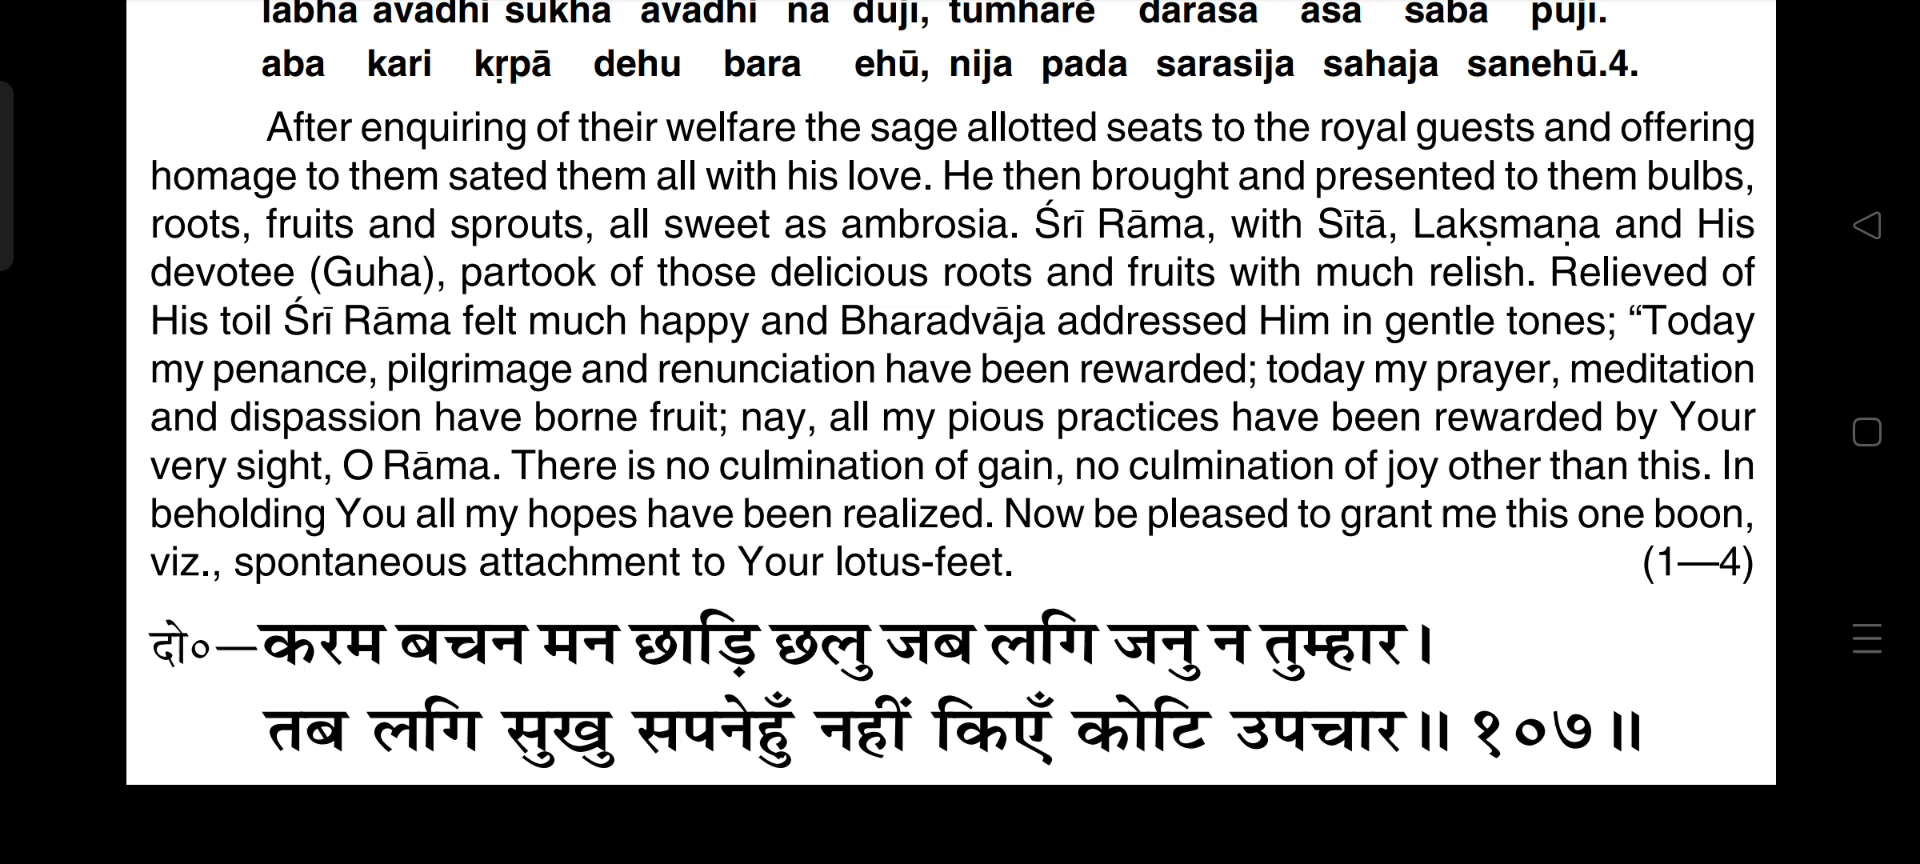 lābha avadhi sukha avadhi na dūjī, tumharē darasa āsa saba pūjī.
aba kari kṛpā dehu bara ehū, nija pada sarasija sahaja sanehū.4.
After enquiring of their welfare the sage allotted seats to the royal guests and offering
homage to them sated them all with his love. He then brought and presented to them bulbs,
roots, fruits and sprouts, all sweet as ambrosia. Śrī Rāma, with Sītā, Lakṣmaṇa and His
devotee (Guha), partook of those delicious roots and fruits with much relish. Relieved of
His toil Śrī Rāma felt much happy and Bharadvāja addressed Him in gentle tones; “Today
my penance, pilgrimage and renunciation have been rewarded; today my prayer, meditation
and dispassion have borne fruit; nay, all my pious practices have been rewarded by Your
very sight, O Rāma. There is no culmination of gain, no culmination of joy other than this. In
beholding You all my hopes have been realized. Now be pleased to grant me this one boon,
viz., spontaneous attachment to Your lotus-feet. (1—4)
दो०—करम बचन मन छाड़ि छलु जब लगि जनु न तुम्हार।
तब लगि सुखु सपनेहुँ नहीं किएँ कोटि उपचार॥ १०७॥